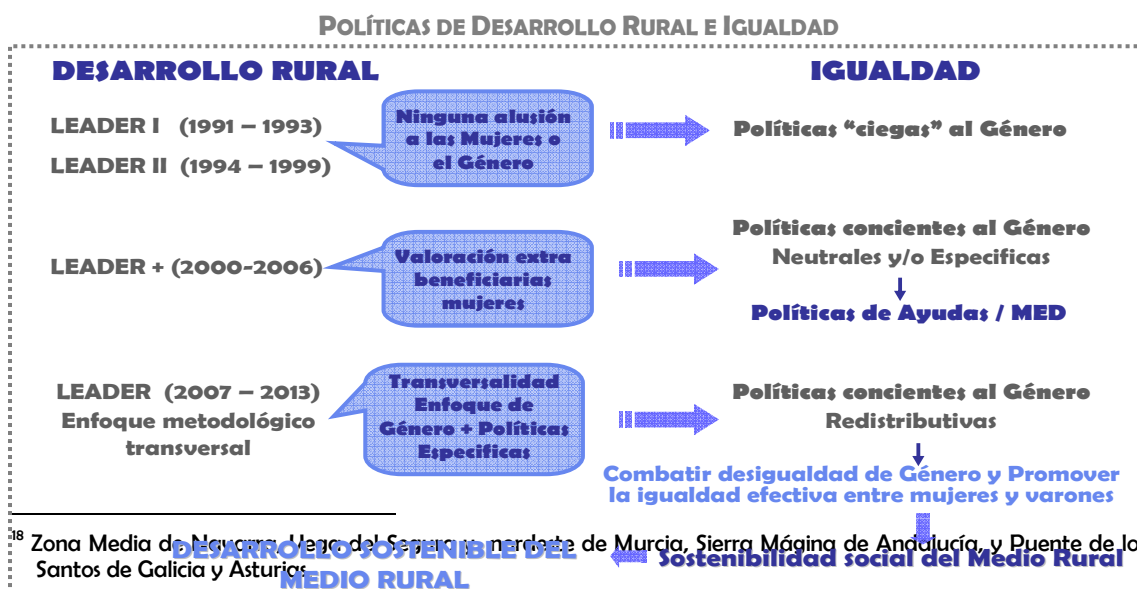 POLÍTICAS DE DESARROLLO RURAL E IGUALDAD
DESARROLLO RURAL
IGUALDAD
LEADER I (1991 – 1993)
LEADER II (1994 – 1999)
Ninguna alusión
a las Mujeres o
el Género
Políticas “ciegas” al Género
LEADER + (2000-2006)
Valoración extra
beneficiarias
mujeres
Políticas concientes al Género
Neutrales y/o Especificas
Políticas de Ayudas / MED
LEADER (2007 – 2013)
Enfoque metodológico
transversal
Transversalidad
Enfoque de
Género + Políticas
Especificas
Políticas concientes al Género
Redistributivas
Combatir desigualdad de Género y Promover
la igualdad efectiva entre mujeres y varones
18 Zona Media de Navarra, Vega del Segura y nordeste de Murcia, Sierra Mágina de Andalucía, y Puente de lo
Santos de Galicia y Asturias
DESARROLLO SOSTENIBLE DEL
MEDIO RURAL
Sostenibilidad social del Medio Rural